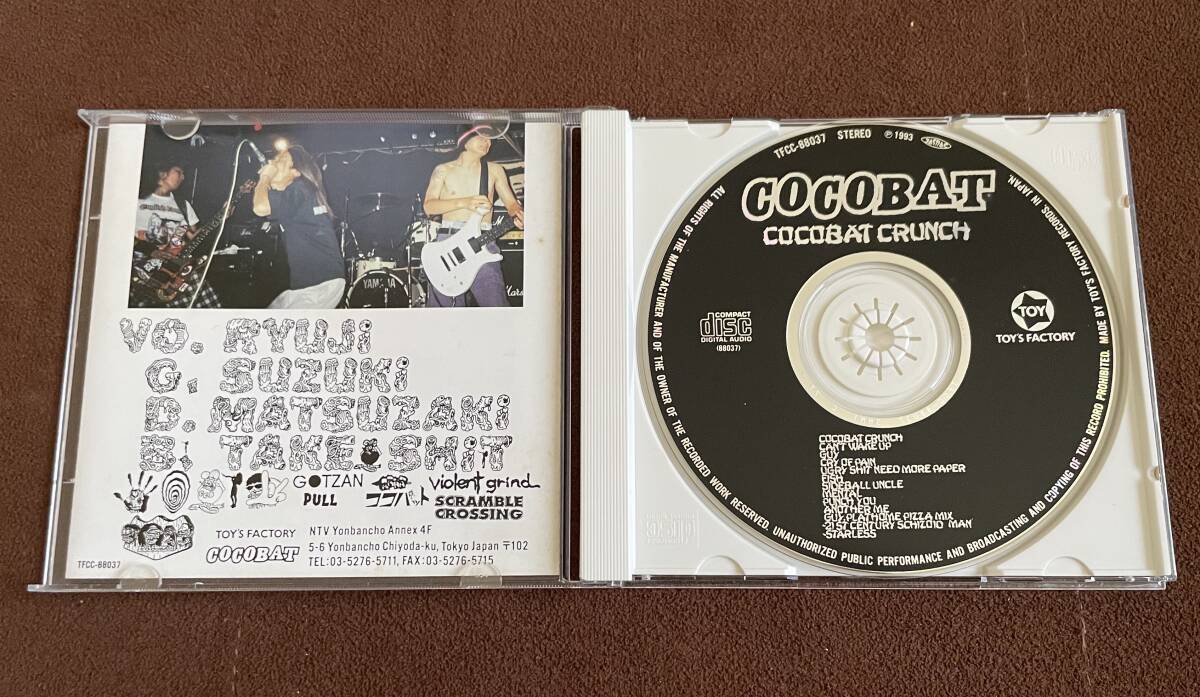 YAMAHA
VO. RYUJi
G. SUZUKi
D. MATSUZAKi
B. TAKE-SHiT
GOTZAN
PULL
ココバット
violent grind
SCRAMBLE
CROSSING
TOY'S FACTORY
COCOBAT
NTV Yonbancho Annex 4F
5-6 Yonbancho Chiyoda-ku, Tokyo Japan 〒102
TEL:03-5276-5711, FAX:03-5276-5715
TFCC-88037
TFCC-88037 STEREO ℗ 1993
COCOBAT
COCOBAT CRUNCH
COMPACT
disc
DIGITAL AUDIO
(88037)
TOY
TOY'S FACTORY
COCOBAT CRUNCH
CAN'T WAKE UP
GUY
CRY OF PAIN
UGRY SHIT NEED MORE PAPER
FISH
PILEBALL UNCLE
MENTAL
PUNCH YOU
ANOTHER ME
GUY-PLATHOME PIZZA MIX
-21ST CENTURY SCHIZOID MAN
-STARLESS
ALL RIGHTS OF THE MANUFACTURER AND OF THE OWNER OF THE RECORDED WORK RESERVED. UNAUTHORIZED PUBLIC PERFORMANCE AND BROADCASTING AND COPYING OF THIS RECORD PROHIBITED. MADE BY TOY'S FACTORY RECORDS IN JAPAN.